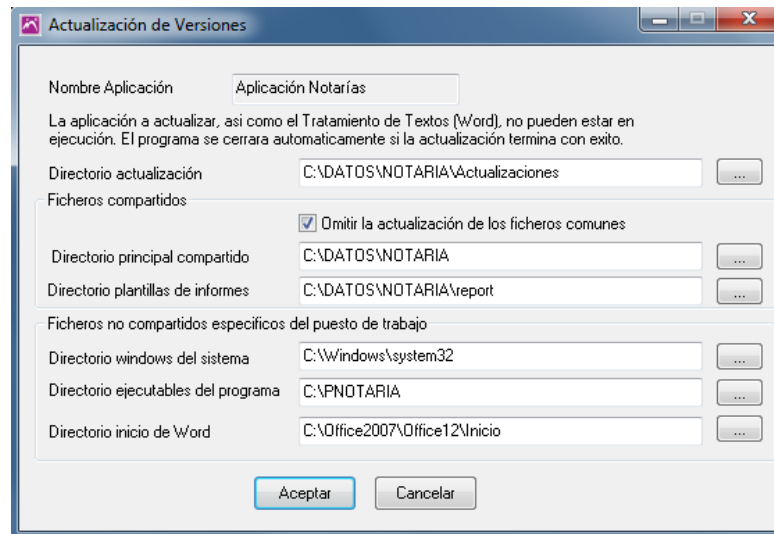 Actualización de Versiones
Nombre Aplicación Aplicación Notarías
La aplicación a actualizar, asi como el Tratamiento de Textos (Word), no pueden estar en
ejecución. El programa se cerrara automaticamente si la actualización termina con exito.
Directorio actualización C:\DATOS\NOTARIA\Actualizaciones ...
Ficheros compartidos
Omitir la actualización de los ficheros comunes
Directorio principal compartido C:\DATOS\NOTARIA ...
Directorio plantillas de informes C:\DATOS\NOTARIA\report ...
Ficheros no compartidos especificos del puesto de trabajo
Directorio windows del sistema C:\Windows\system32 ...
Directorio ejecutables del programa C:\PNOTARIA ...
Directorio inicio de Word C:\Office2007\Office12\Inicio ...
Aceptar Cancelar